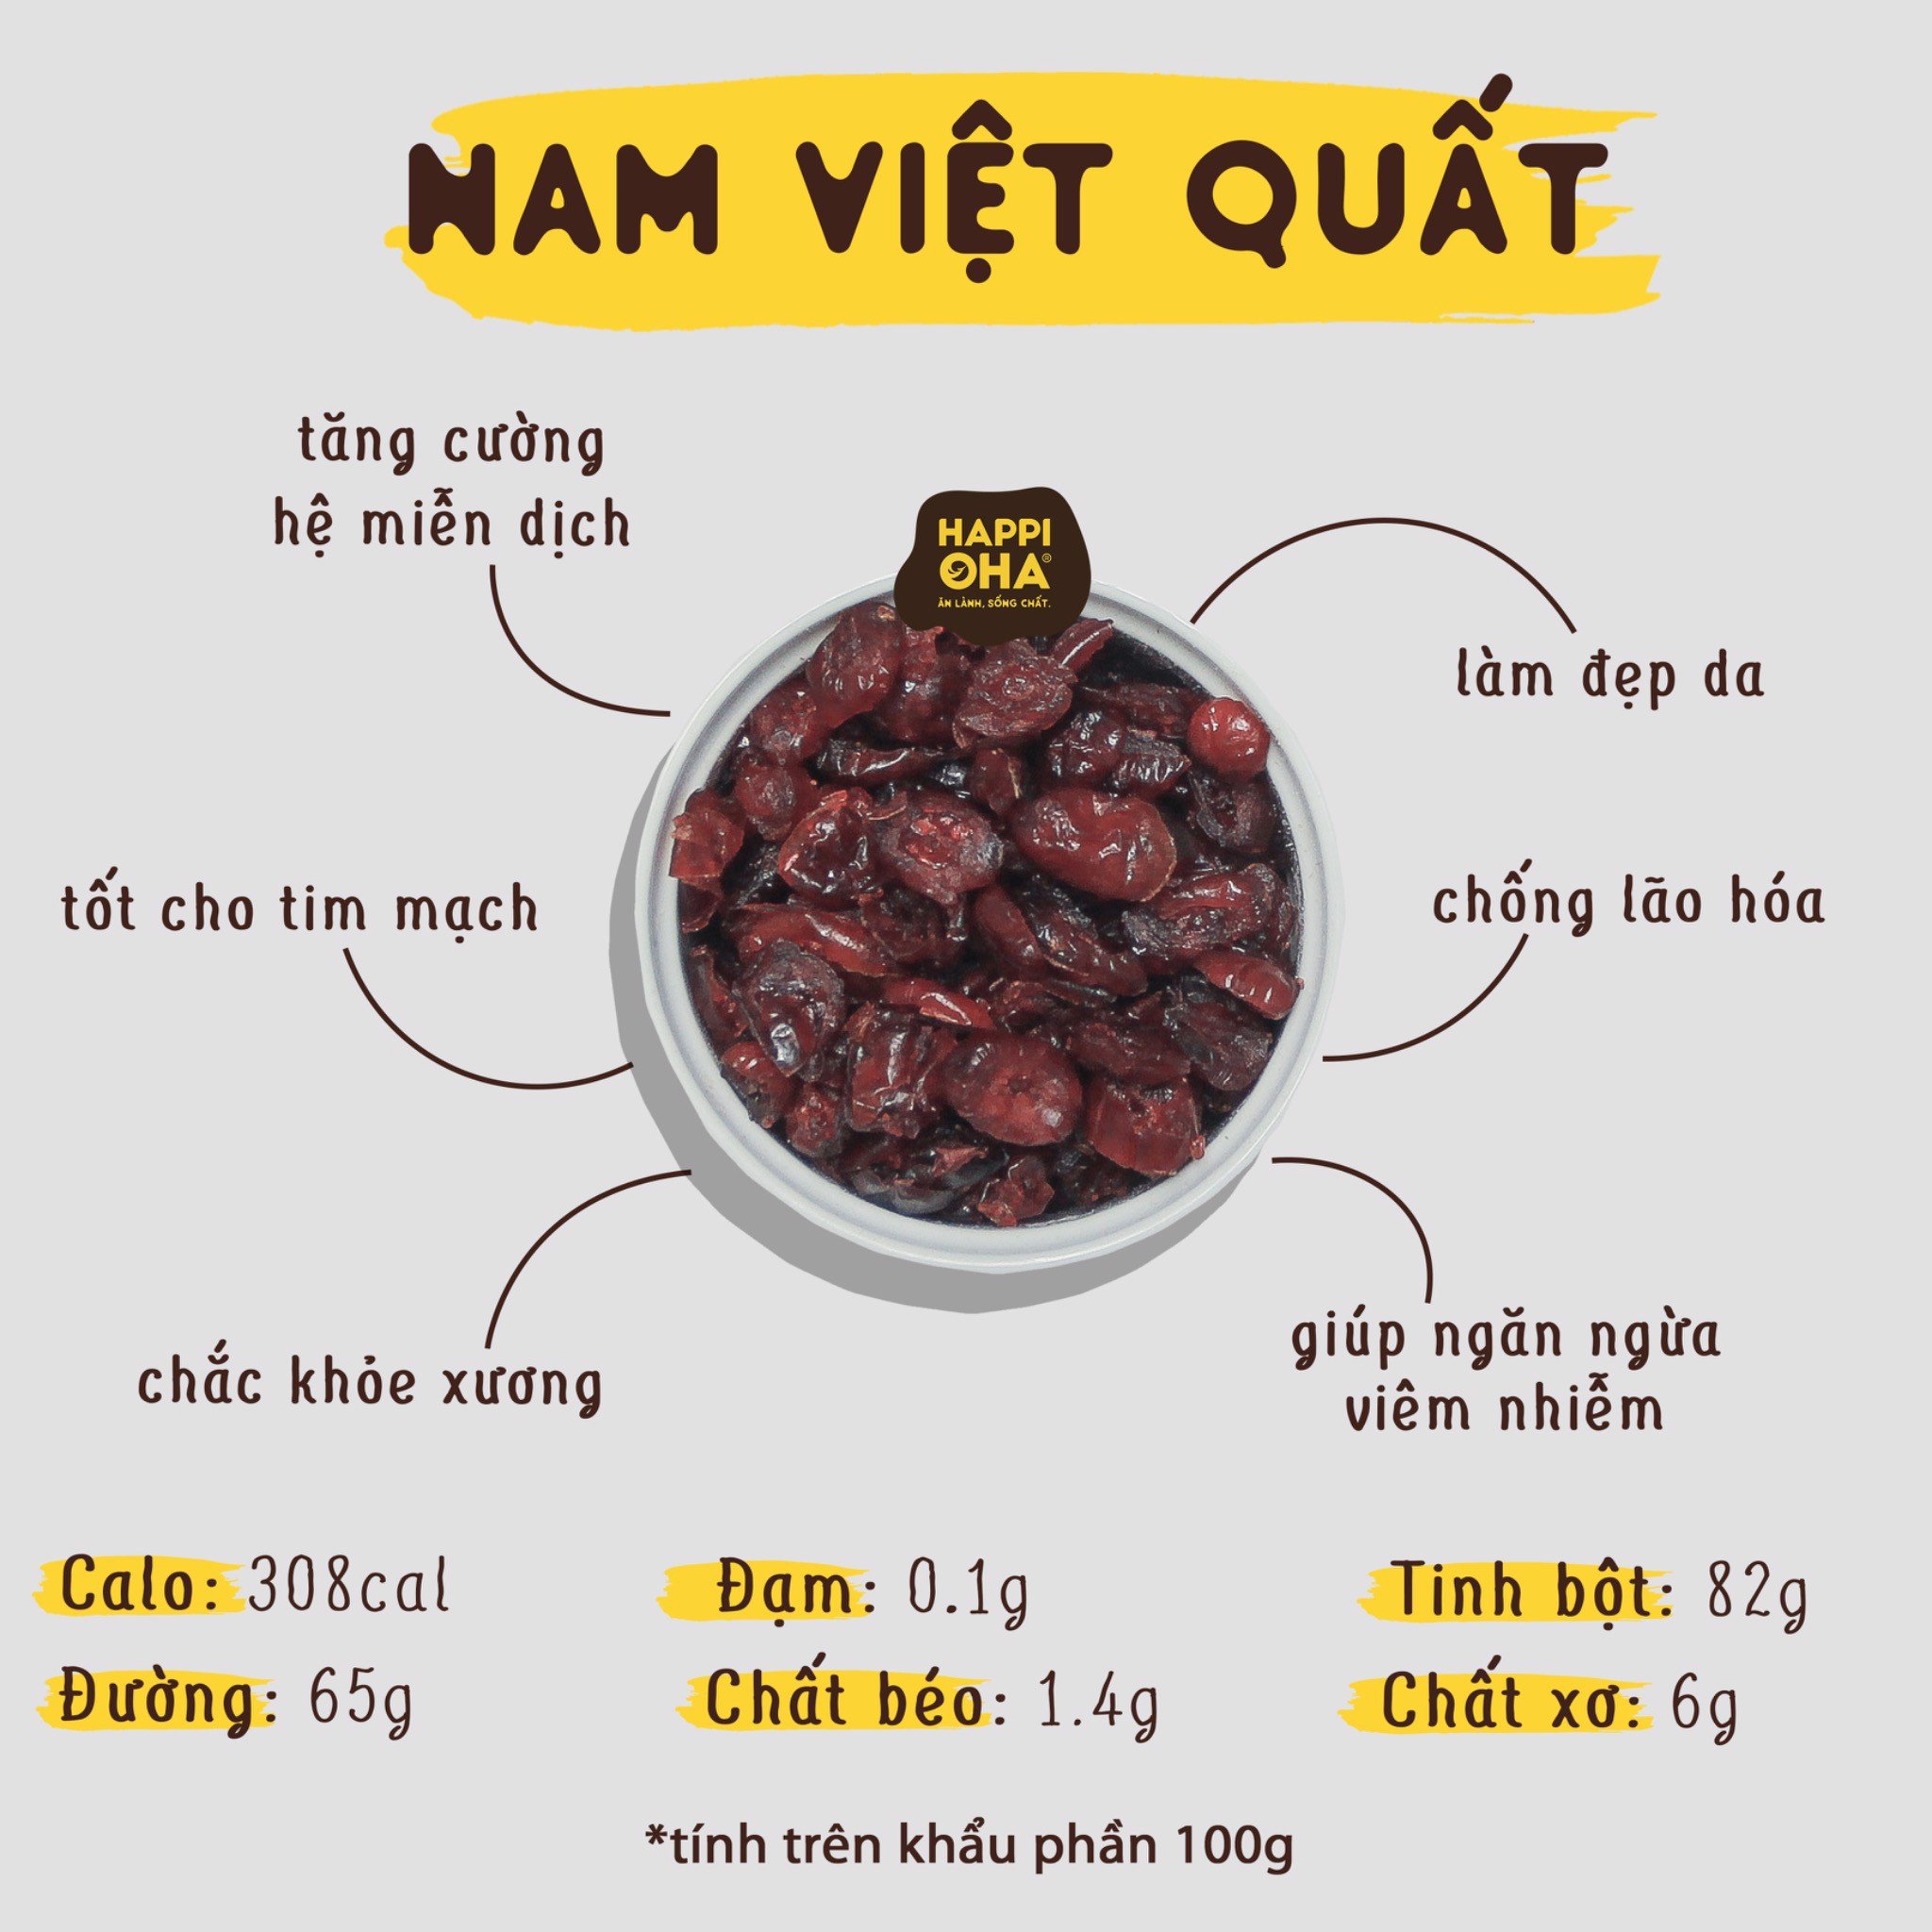 NAM VIỆT QUẤT
tăng cường
hệ miễn dịch
HAPPI
OHA®
ĂN LÀNH, SỐNG CHẤT.
làm đẹp da
tốt cho tim mạch
chống lão hóa
chắc khỏe xương
giúp ngăn ngừa
viêm nhiễm
Calo: 308cal
Đạm: 0.1g
Tinh bột: 82g
Đường: 65g
Chất béo: 1.4g
Chất xơ: 6g
*tính trên khẩu phần 100g